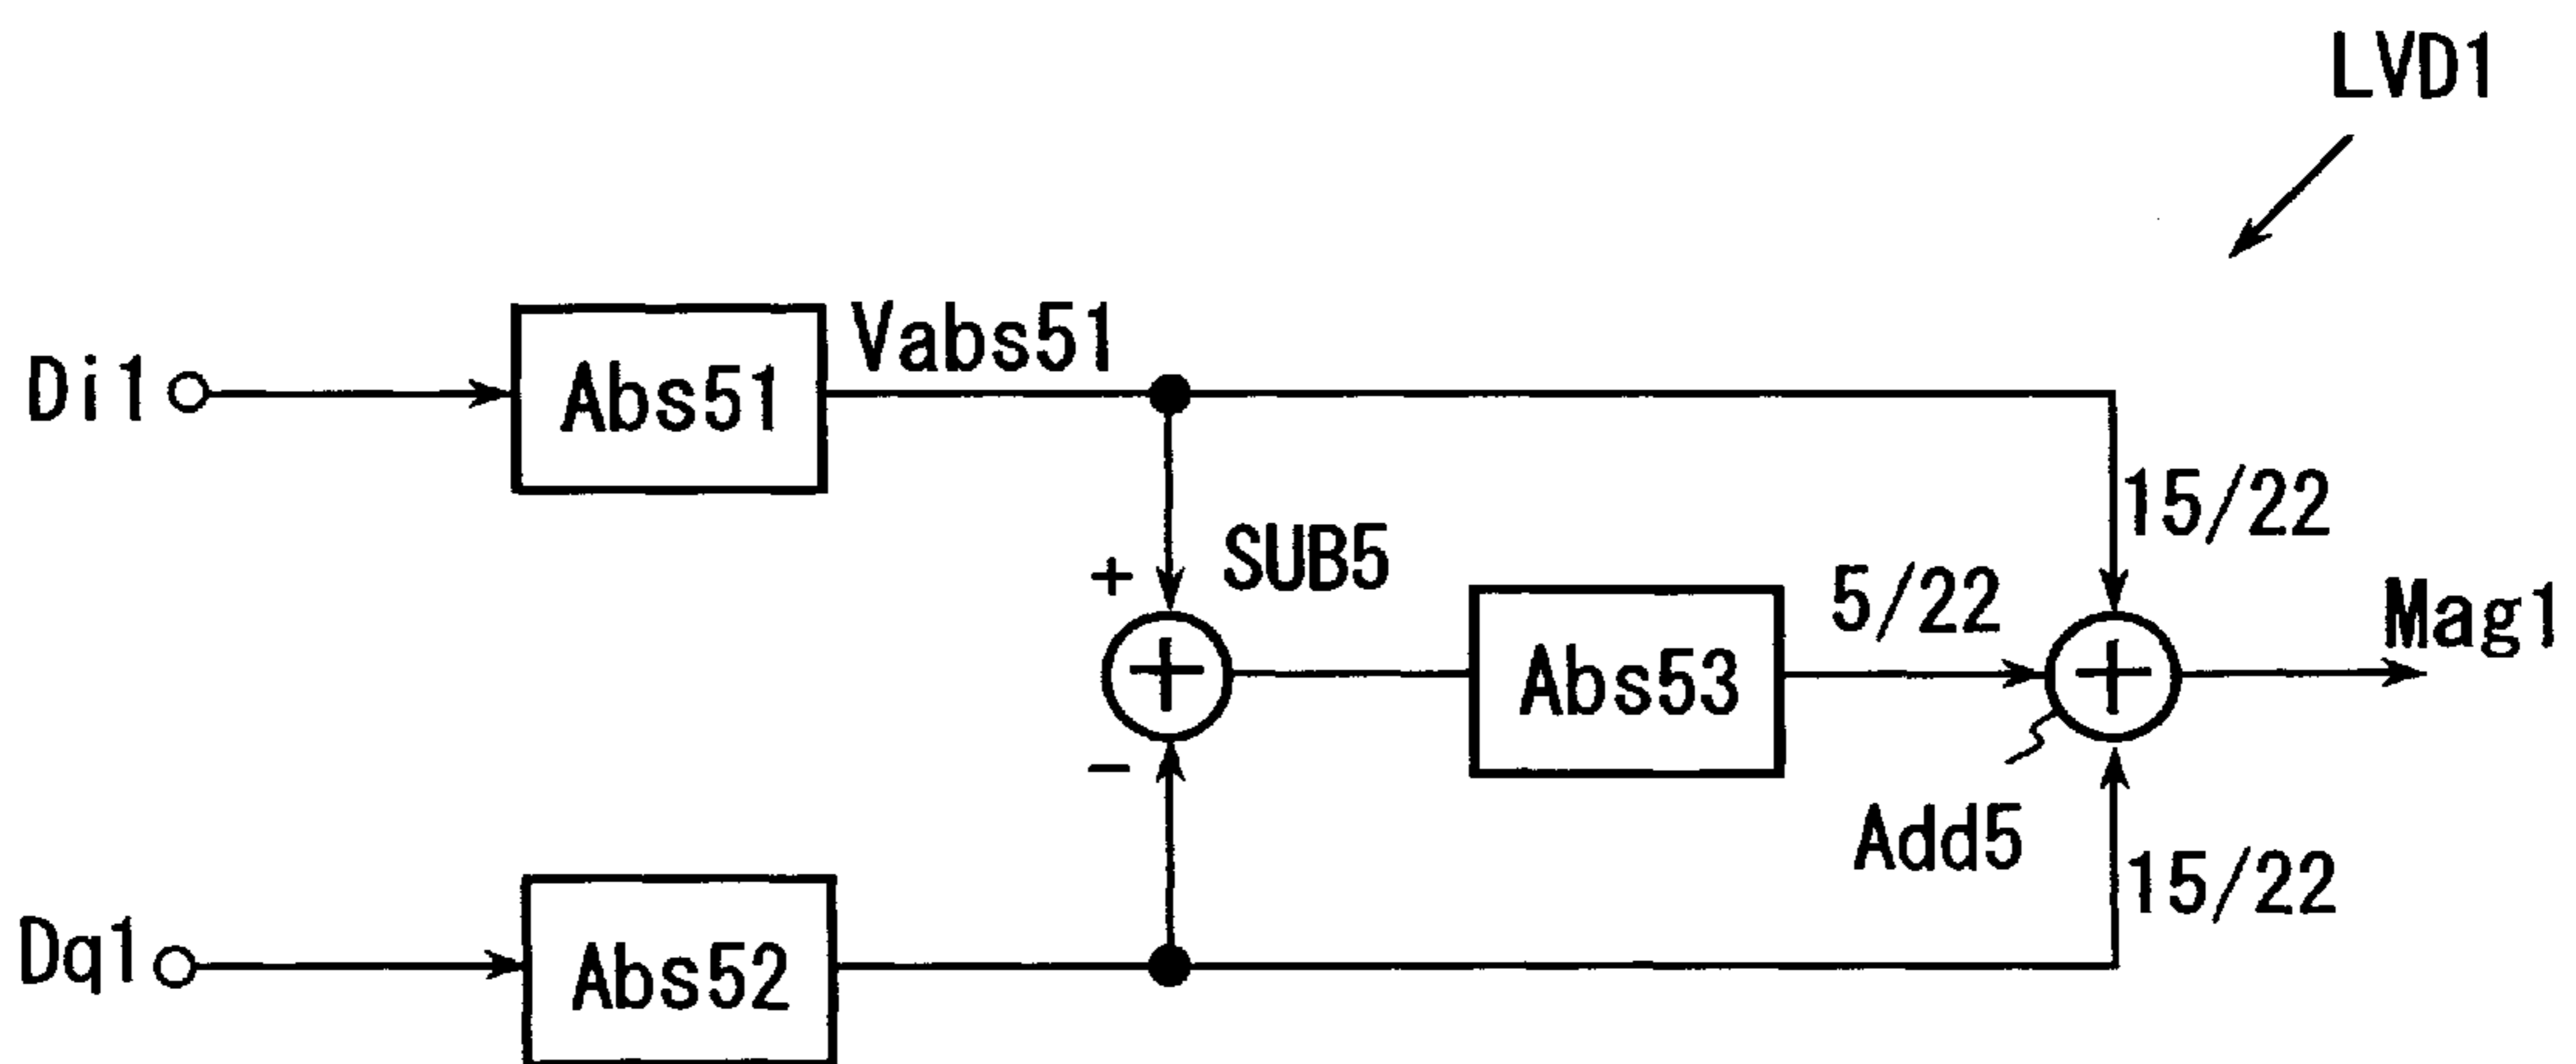 LVD1
Di1
Abs51
Vabs51
15/22
+
SUB5
5/22
Mag1
+
Abs53
+
-
Add5
15/22
Dq1
Abs52